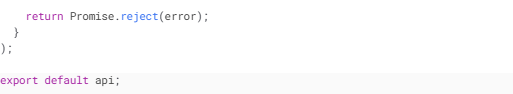 return Promise.reject(error);
  }
);

export default api;